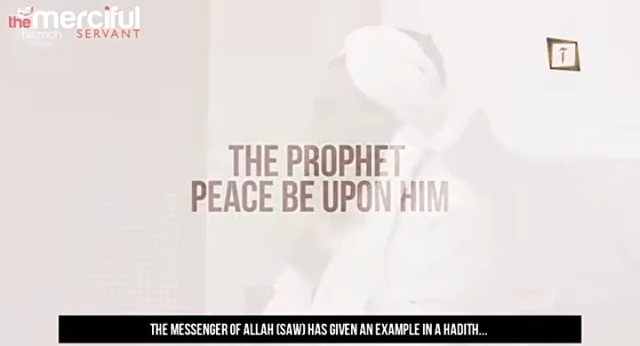 the merciful
SERVANT
THE PROPHET
PEACE BE UPON HIM
THE MESSENGER OF ALLAH (SAW) HAS GIVEN AN EXAMPLE IN A HADITH...